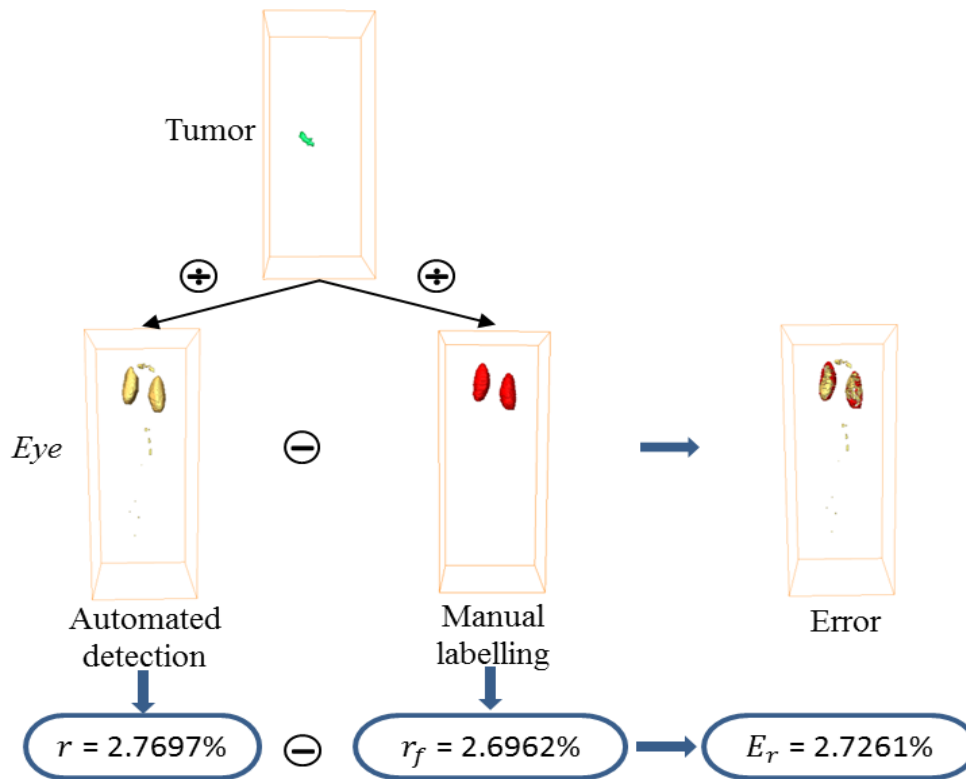 Tumor
÷ ÷
Eye
−
Automated
detection
Manual
labelling
Error
r = 2.7697%
−
r_f = 2.6962%
E_r = 2.7261%